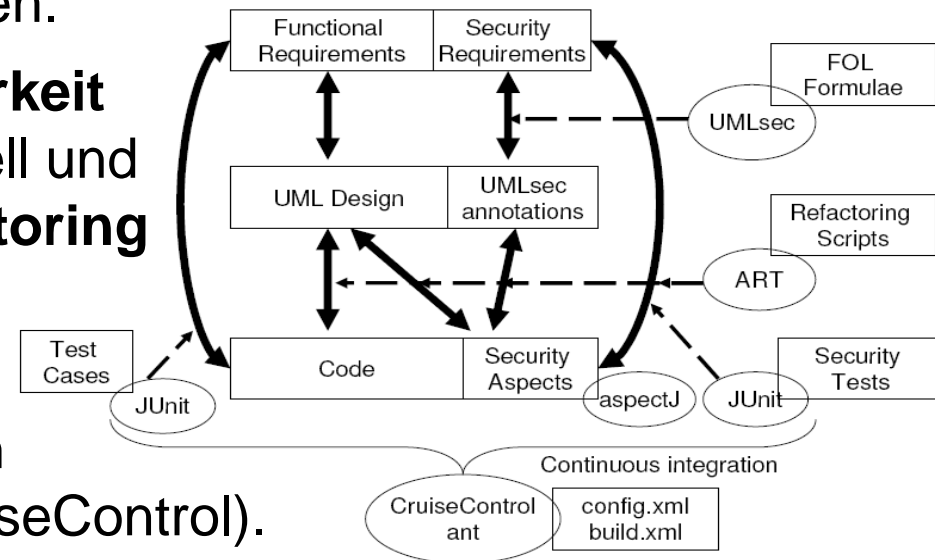 rkeit
ell und
toring
seControl).
Functional
Requirements
Security
Requirements
FOL
Formulae
UMLsec
UML Design
UMLsec
annotations
Refactoring
Scripts
ART
Test
Cases
JUnit
Code
Security
Aspects
aspectJ
JUnit
Security
Tests
Continuous integration
CruiseControl
ant
config.xml
build.xml